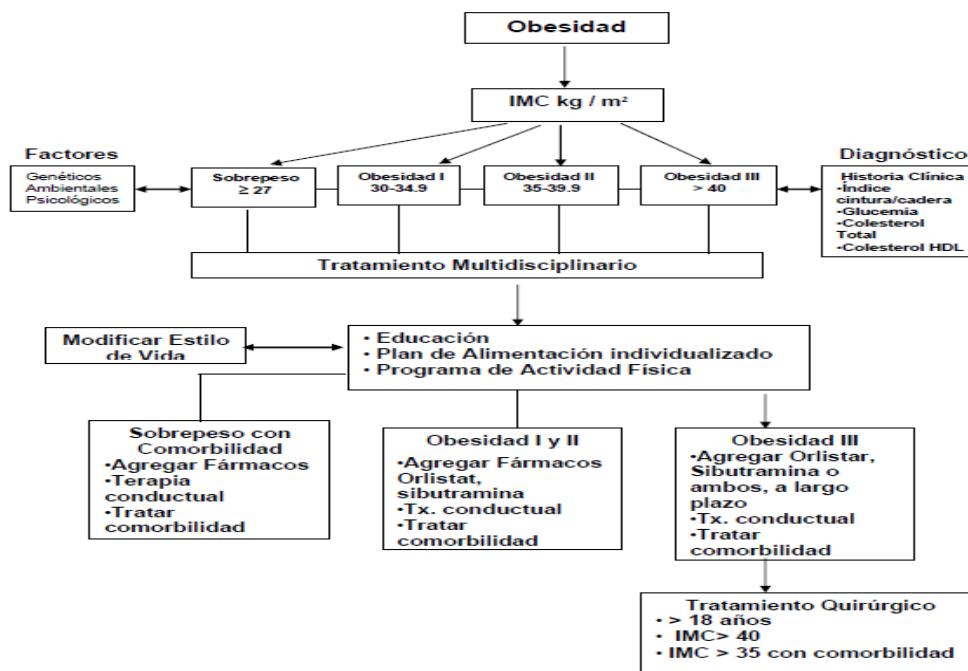 Obesidad
IMC kg / m²
Factores
Genéticos
Ambientales
Psicológicos
Sobrepeso
≥ 27
Obesidad I
30-34.9
Obesidad II
35-39.9
Obesidad III
> 40
Diagnóstico
Historia Clínica
•Índice
cintura/cadera
•Glucemia
•Colesterol
Total
•Colesterol HDL
Tratamiento Multidisciplinario
Modificar Estilo
de Vida
• Educación
• Plan de Alimentación individualizado
• Programa de Actividad Física
Sobrepeso con
Comorbilidad
•Agregar Fármacos
•Terapia
conductual
•Tratar
comorbilidad
Obesidad I y II
•Agregar Fármacos
Orlistat,
sibutramina
•Tx. conductual
•Tratar
comorbilidad
Obesidad III
•Agregar Orlistar,
Sibutramina o
ambos, a largo
plazo
•Tx. conductual
•Tratar
comorbilidad
Tratamiento Quirúrgico
• > 18 años
• IMC> 40
• IMC > 35 con comorbilidad